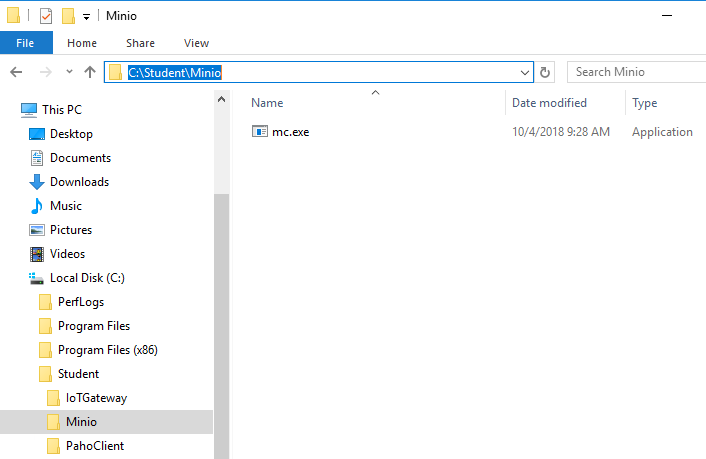 Minio
File Home Share View
C:\Student\Minio Search Minio
This PC
Desktop
Documents
Downloads
Music
Pictures
Videos
Local Disk (C:)
PerfLogs
Program Files
Program Files (x86)
Student
IoTGateway
Minio
PahoClient
Name Date modified Type
mc.exe 10/4/2018 9:28 AM Application